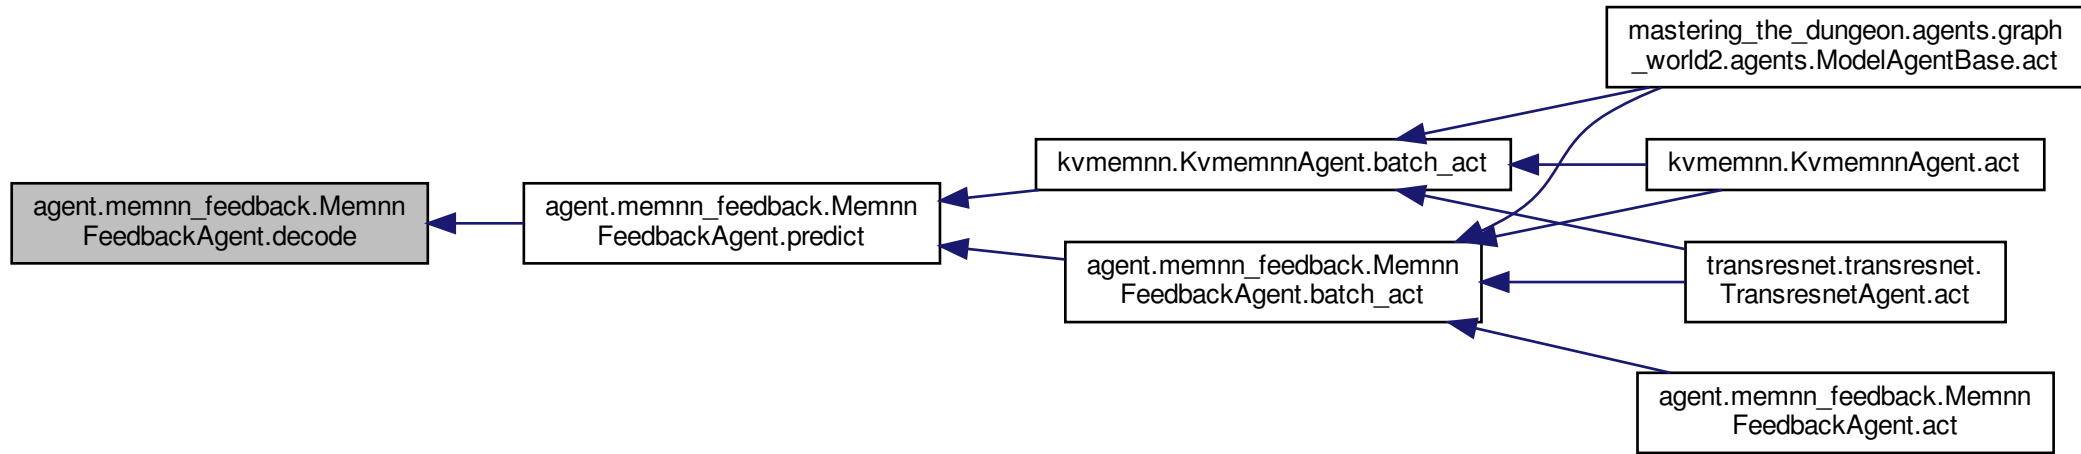 agent.memnn_feedback.Memnn
FeedbackAgent.decode
agent.memnn_feedback.Memnn
FeedbackAgent.predict
kvmemnn.KvmemnnAgent.batch_act
agent.memnn_feedback.Memnn
FeedbackAgent.batch_act
mastering_the_dungeon.agents.graph
_world2.agents.ModelAgentBase.act
kvmemnn.KvmemnnAgent.act
transresnet.transresnet.
TransresnetAgent.act
agent.memnn_feedback.Memnn
FeedbackAgent.act